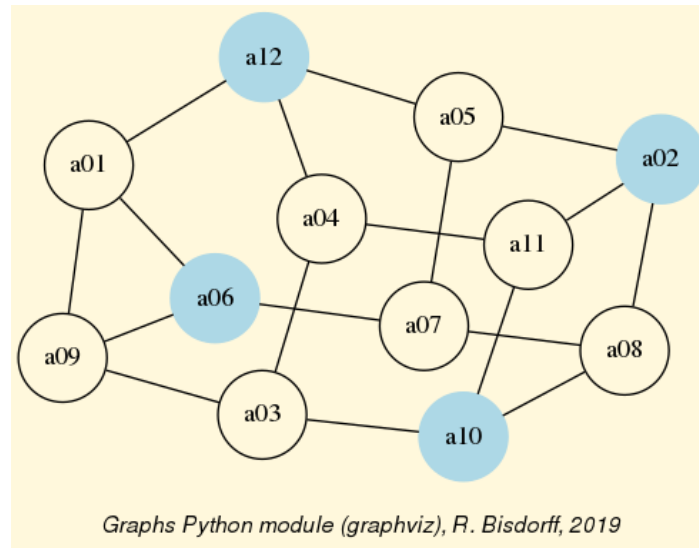 a12
a05
a02
a01
a04
a11
a06
a07
a08
a09
a03
a10
Graphs Python module (graphviz), R. Bisdorff, 2019